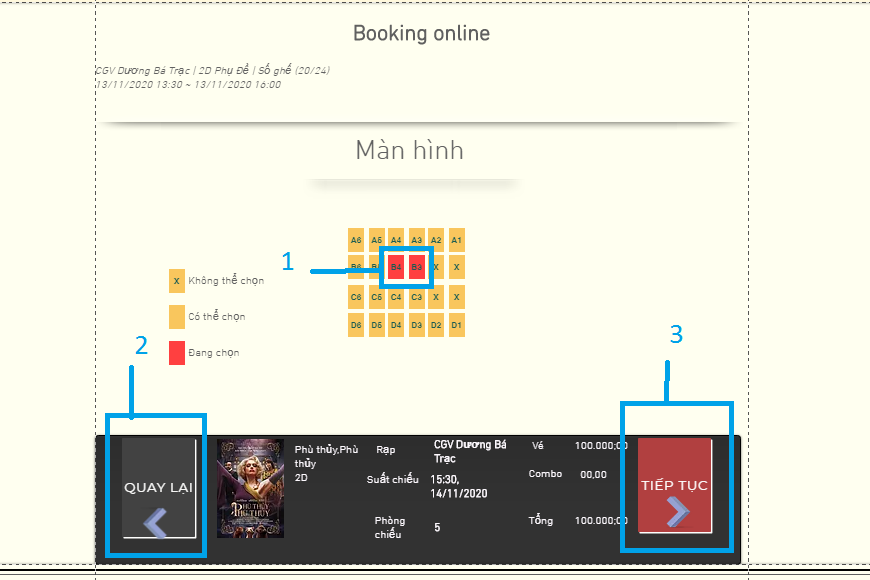 Booking online
CGV Dương Bá Trạc | 2D Phụ Đề | Số ghế (20/24)
13/11/2020 13:30 ~ 13/11/2020 16:00
Màn hình
A6 A5 A4 A3 A2 A1
1
B6 B4 B3 X X
X Không thể chọn
C6 C5 C4 C3 X X
Có thể chọn
D6 D5 D4 D3 D2 D1
3
2
Đang chọn
QUAY LẠI
PHÙ THỦY
PHÙ THỦY
Phù thủy,Phù
thủy
2D
Rạp
CGV Dương Bá
Trạc
Suất chiếu
15:30,
14/11/2020
Phòng
chiếu
5
Vé 100.000;00
Combo 00,00
Tổng 100.000;00
TIẾP TỤC